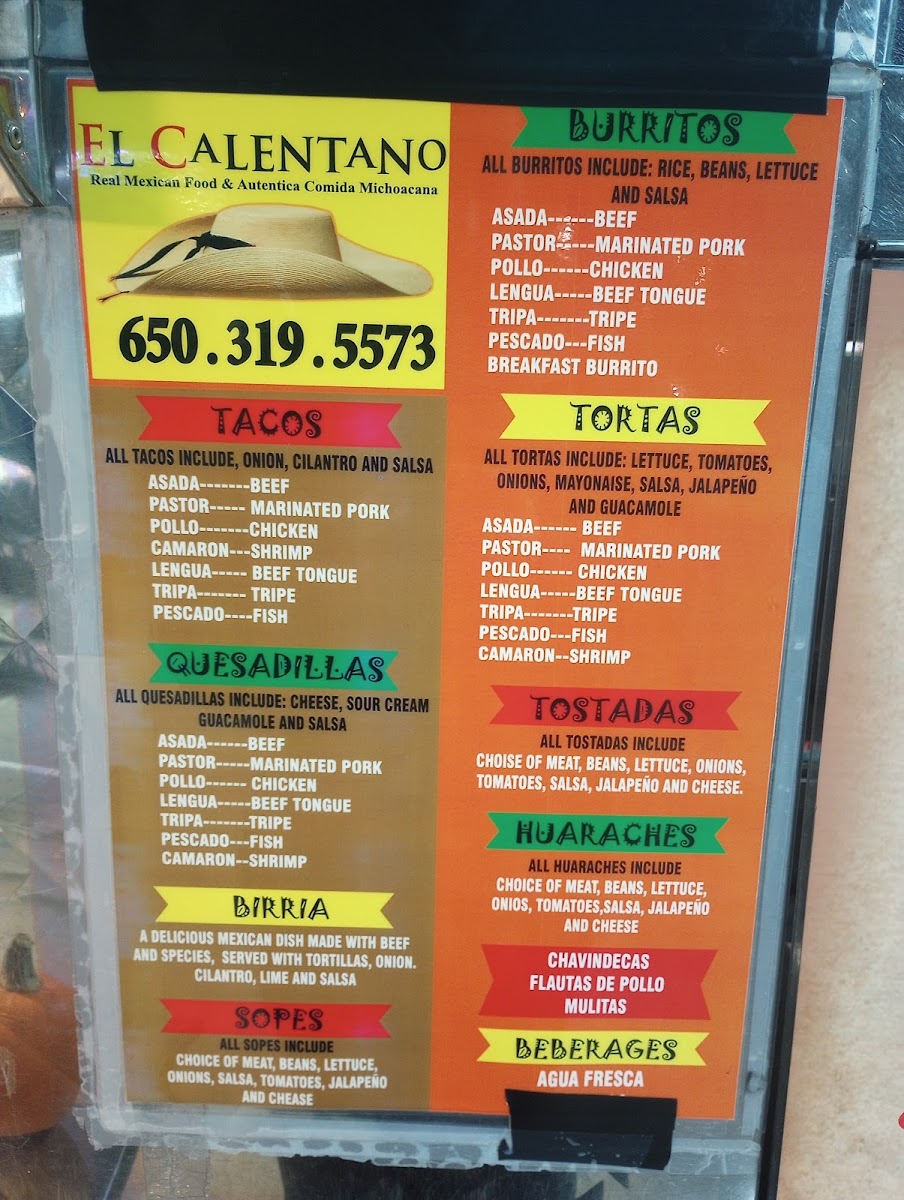 EL CALENTANO
Real Mexican Food & Autentica Comida Michoacana
650.319.5573
TACOS
ALL TACOS INCLUDE, ONION, CILANTRO AND SALSA
ASADA-------BEEF
PASTOR------ MARINATED PORK
POLLO-------CHICKEN
CAMARON---SHRIMP
LENGUA----- BEEF TONGUE
TRIPA------- TRIPE
PESCADO----FISH
QUESADILLAS
ALL QUESADILLAS INCLUDE: CHEESE, SOUR CREAM
GUACAMOLE AND SALSA
ASADA------BEEF
PASTOR-----MARINATED PORK
POLLO------ CHICKEN
LENGUA-----BEEF TONGUE
TRIPA-------TRIPE
PESCADO---FISH
CAMARON--SHRIMP
BIRRIA
A DELICIOUS MEXICAN DISH MADE WITH BEEF
AND SPECIES, SERVED WITH TORTILLAS, ONION.
CILANTRO, LIME AND SALSA
SOPES
ALL SOPES INCLUDE
CHOICE OF MEAT, BEANS, LETTUCE,
ONIONS, SALSA, TOMATOES, JALAPEÑO
AND CHEASE
BURRITOS
ALL BURRITOS INCLUDE: RICE, BEANS, LETTUCE
AND SALSA
ASADA------BEEF
PASTOR-----MARINATED PORK
POLLO------CHICKEN
LENGUA-----BEEF TONGUE
TRIPA-------TRIPE
PESCADO---FISH
BREAKFAST BURRITO
TORTAS
ALL TORTAS INCLUDE: LETTUCE, TOMATOES,
ONIONS, MAYONAISE, SALSA, JALAPEÑO
AND GUACAMOLE
ASADA------ BEEF
PASTOR---- MARINATED PORK
POLLO------ CHICKEN
LENGUA-----BEEF TONGUE
TRIPA-------TRIPE
PESCADO---FISH
CAMARON--SHRIMP
TOSTADAS
ALL TOSTADAS INCLUDE
CHOISE OF MEAT, BEANS, LETTUCE, ONIONS,
TOMATOES, SALSA, JALAPEÑO AND CHEESE.
HUARACHES
ALL HUARACHES INCLUDE
CHOICE OF MEAT, BEANS, LETTUCE,
ONIOS, TOMATOES,SALSA, JALAPEÑO
AND CHEESE
CHAVINDECAS
FLAUTAS DE POLLO
MULITAS
BEBERAGES
AGUA FRESCA